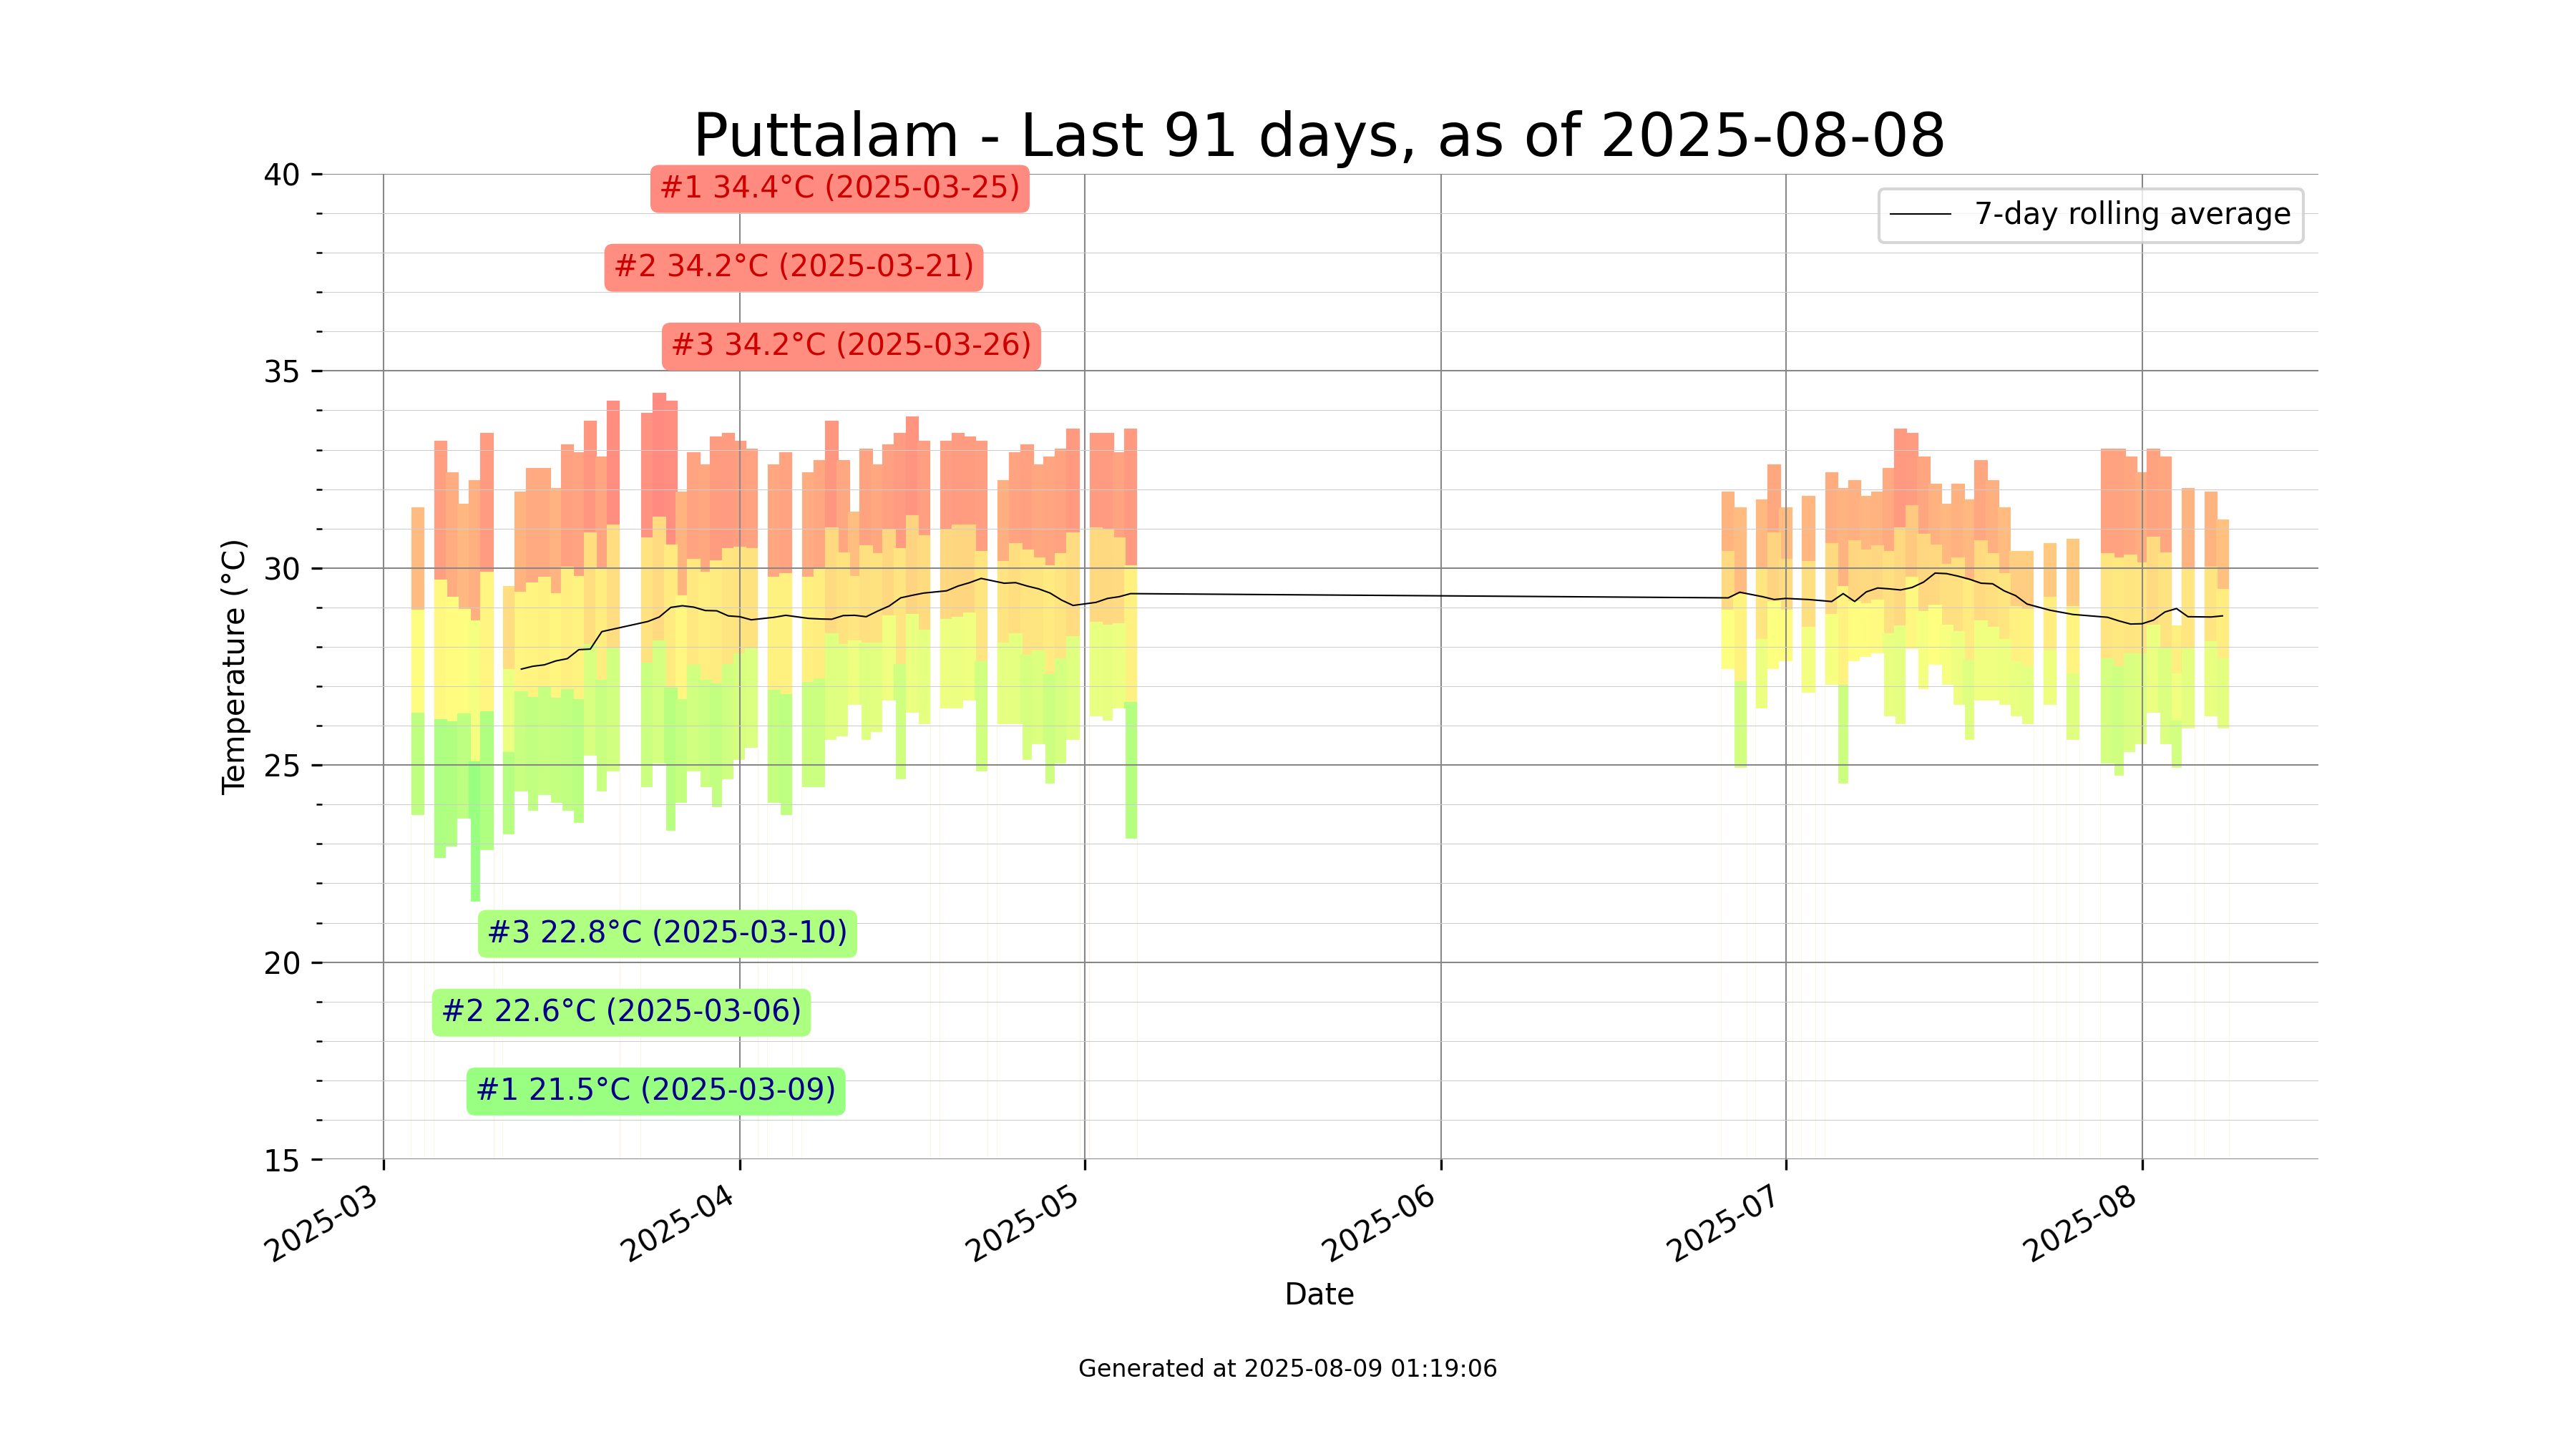 Puttalam - Last 91 days, as of 2025-08-08
40
#1 34.4°C (2025-03-25)
7-day rolling average
#2 34.2°C (2025-03-21)
#3 34.2°C (2025-03-26)
35
30
Temperature (°C)
25
#3 22.8°C (2025-03-10)
20
#2 22.6°C (2025-03-06)
#1 21.5°C (2025-03-09)
15
2025-03
2025-04
2025-05
2025-06
2025-07
2025-08
Date
Generated at 2025-08-09 01:19:06